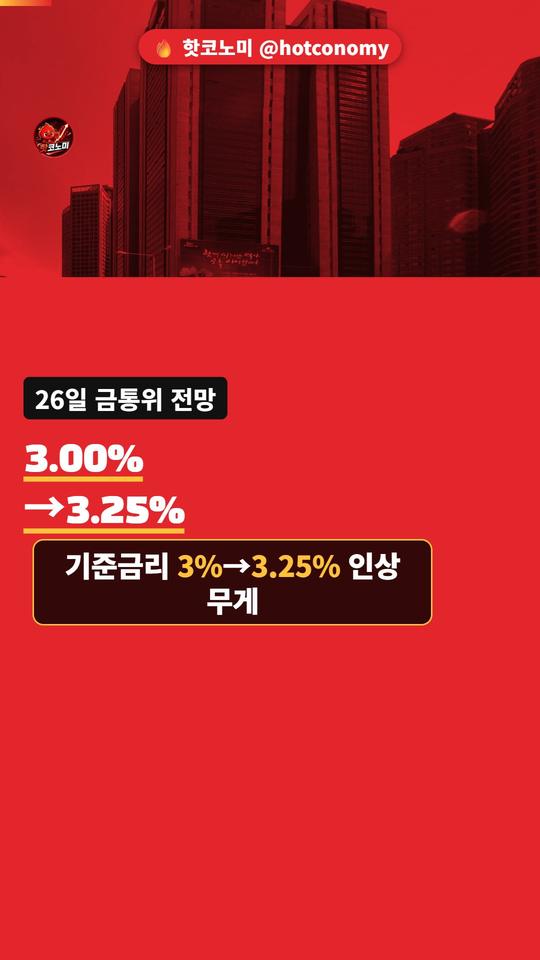 핫코노미 @hotconomy
핫코노미
26일 금통위 전망
3.00%
→3.25%
기준금리 3%→3.25% 인상
무게